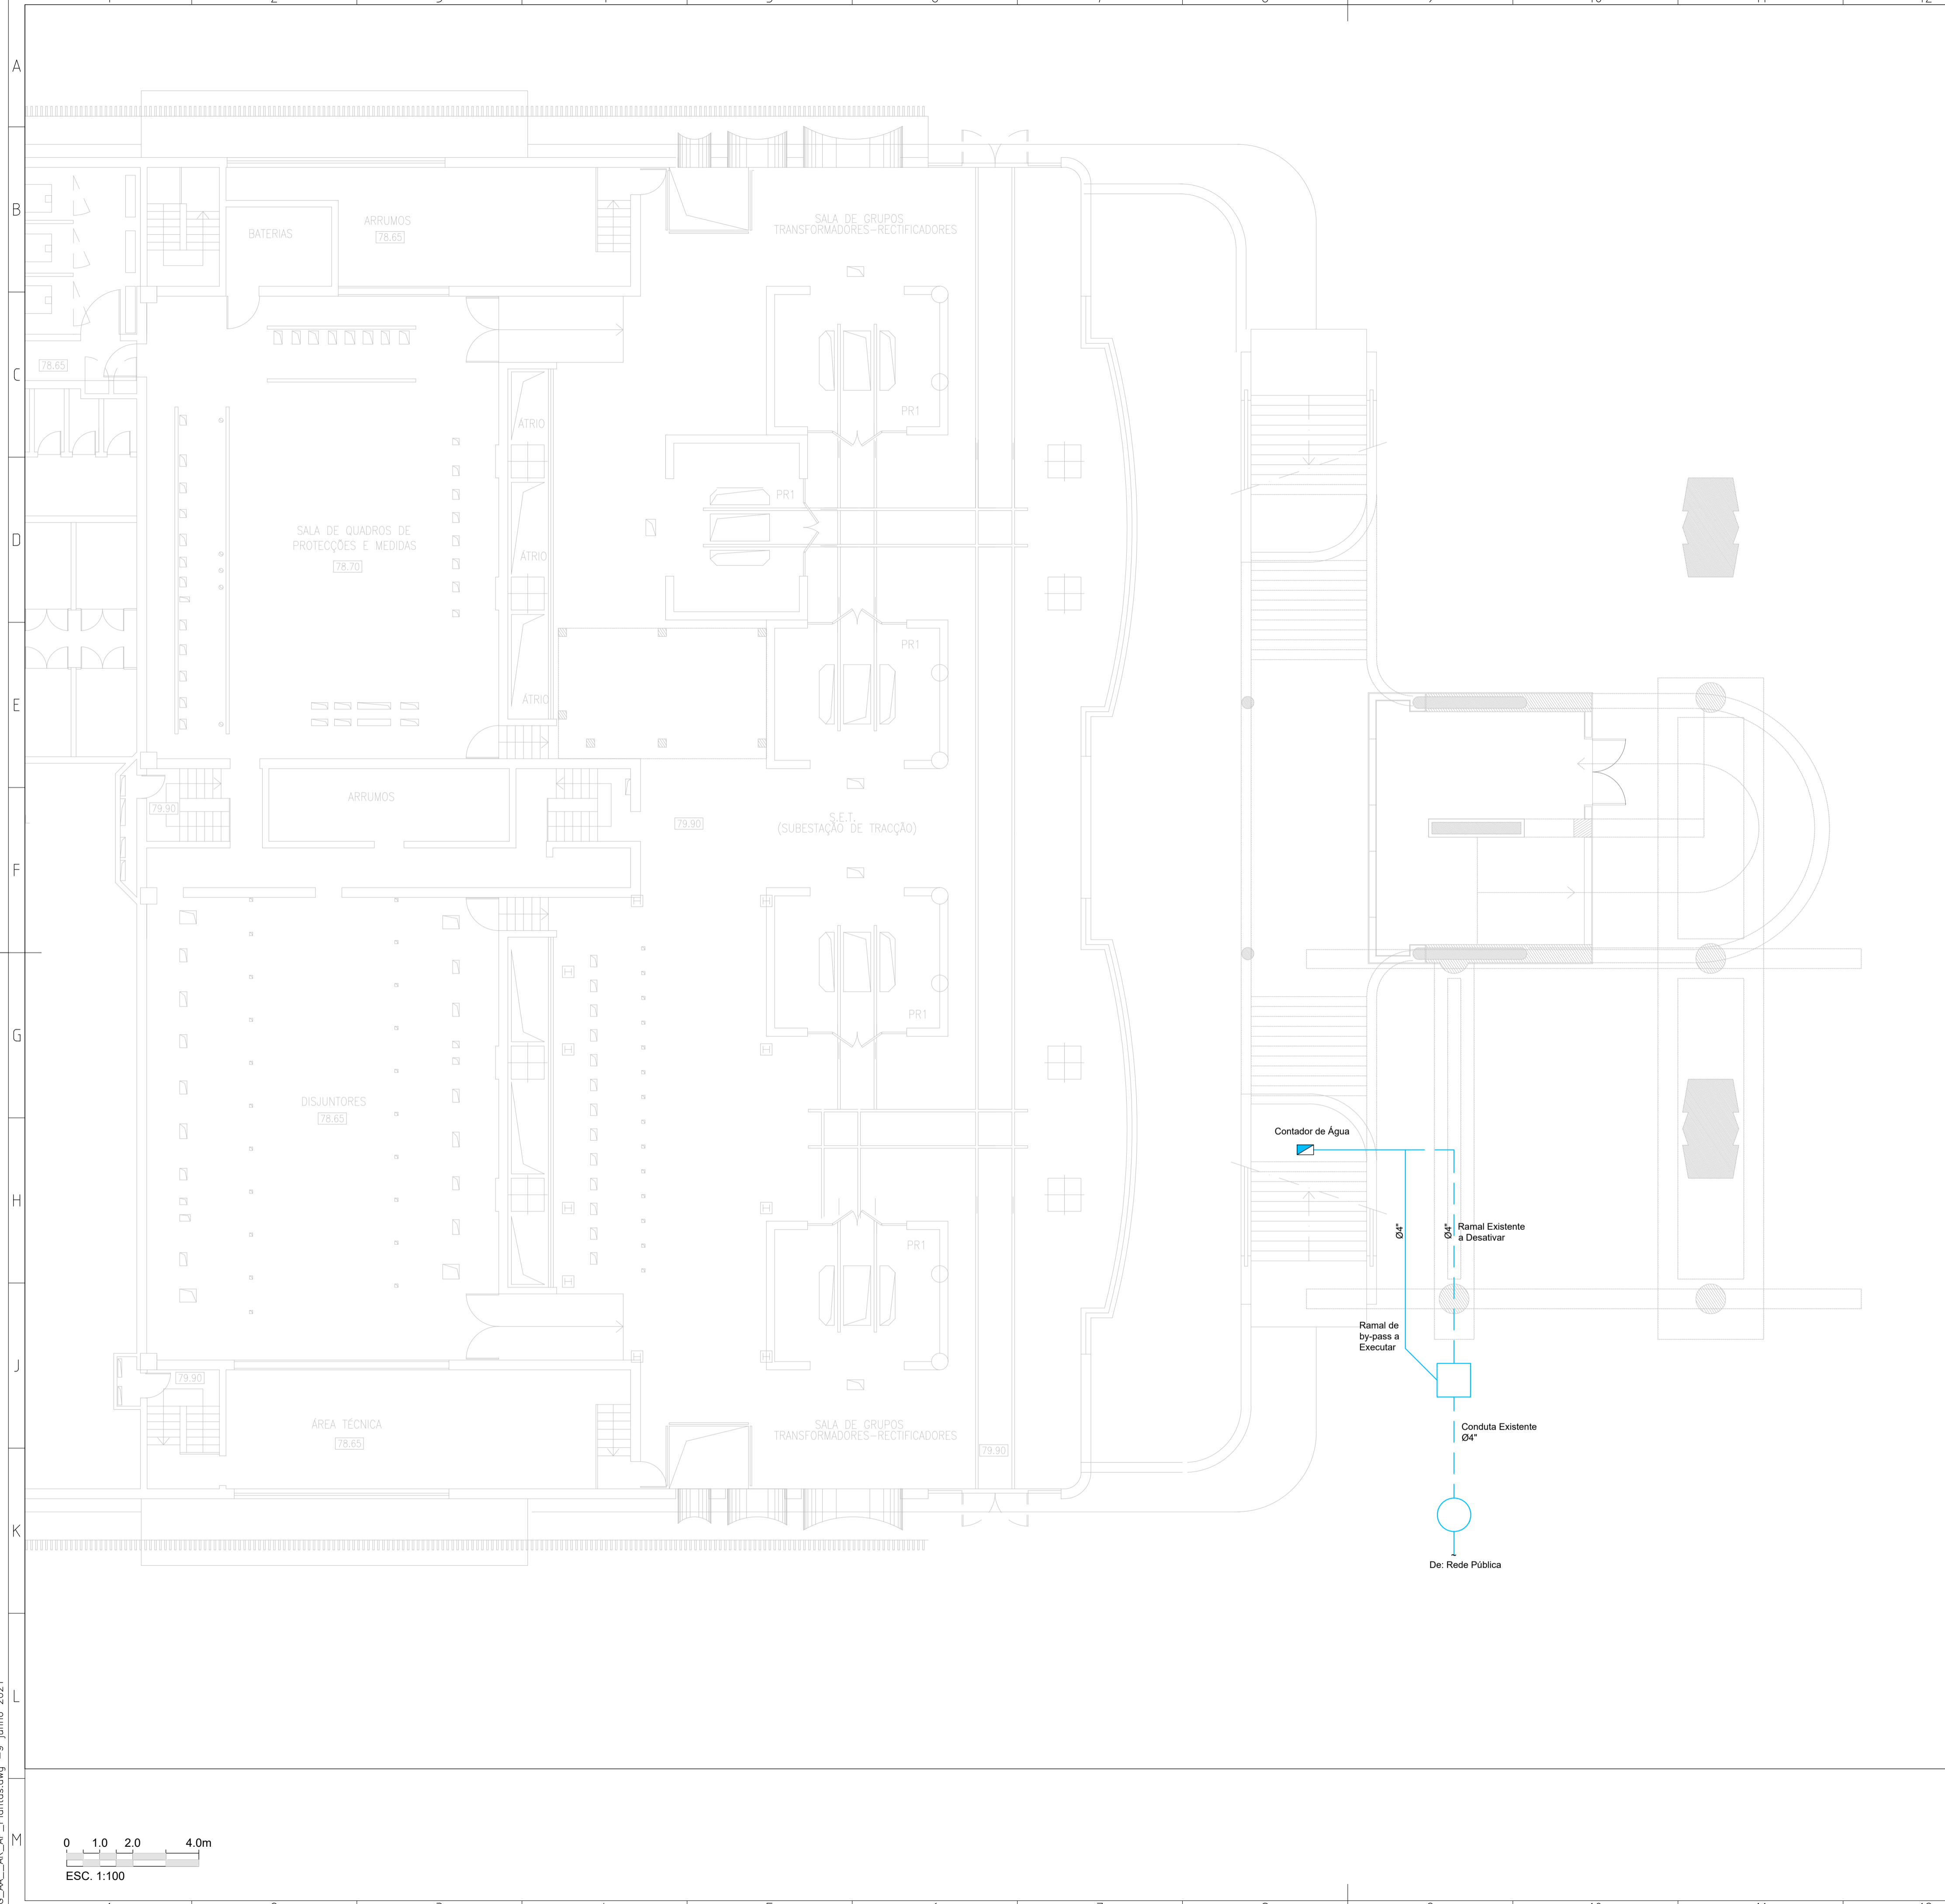 A
B
C
D
E
F
G
H
J
K
L
M
BATERIAS
ARRUMOS
78.65
SALA DE GRUPOS
TRANSFORMADORES-RECTIFICADORES
78.65
ÁTRIO
PR1
PR1
SALA DE QUADROS DE
PROTECÇÕES E MEDIDAS
78.70
ÁTRIO
PR1
ÁTRIO
ARRUMOS
79.90
79.90
S.E.T.
(SUBESTAÇÃO DE TRACÇÃO)
PR1
DISJUNTORES
78.65
Contador de Água
Ø4"
Ø4"
Ramal Existente
a Desativar
PR1
Ramal de
by-pass a
Executar
79.90
ÁREA TÉCNICA
78.65
SALA DE GRUPOS
TRANSFORMADORES-RECTIFICADORES
79.90
Conduta Existente
Ø4"
De: Rede Pública
0 1.0 2.0 4.0m
ESC. 1:100